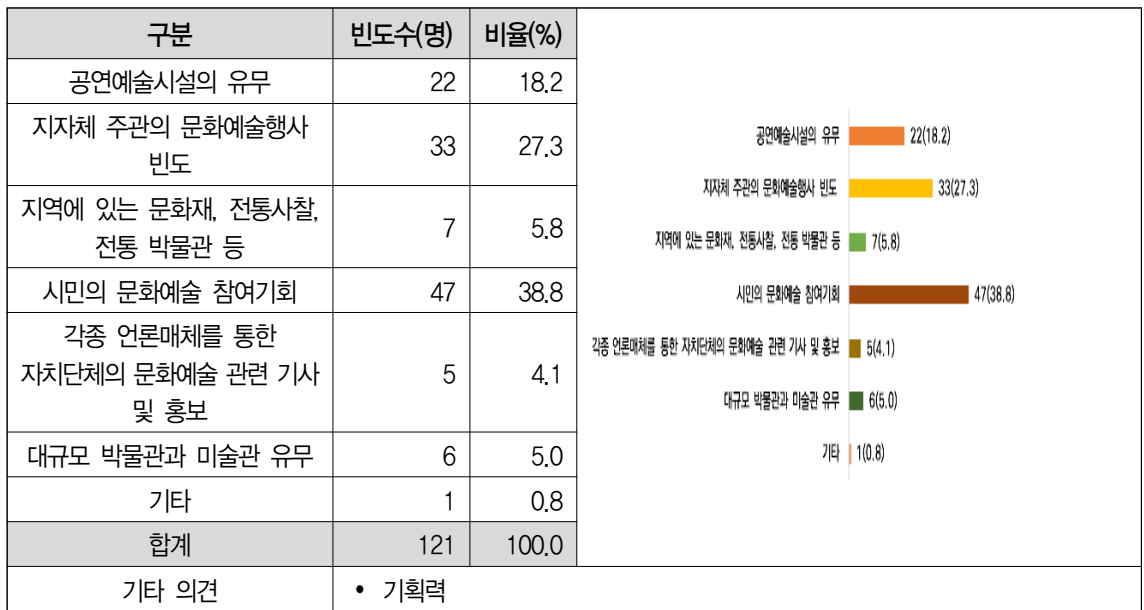 구분 빈도수(명) 비율(%)
공연예술시설의 유무 22 18.2
지자체 주관의 문화예술행사
빈도 33 27.3
지역에 있는 문화재, 전통사찰,
전통 박물관 등 7 5.8
시민의 문화예술 참여기회 47 38.8
각종 언론매체를 통한
자치단체의 문화예술 관련 기사
및 홍보 5 4.1
대규모 박물관과 미술관 유무 6 5.0
기타 1 0.8
합계 121 100.0
기타 의견 • 기획력
공연예술시설의 유무 22(18.2)
지자체 주관의 문화예술행사 빈도 33(27.3)
지역에 있는 문화재, 전통사찰, 전통 박물관 등 7(5.8)
시민의 문화예술 참여기회 47(38.8)
각종 언론매체를 통한 자치단체의 문화예술 관련 기사 및 홍보 5(4.1)
대규모 박물관과 미술관 유무 6(5.0)
기타 1(0.8)